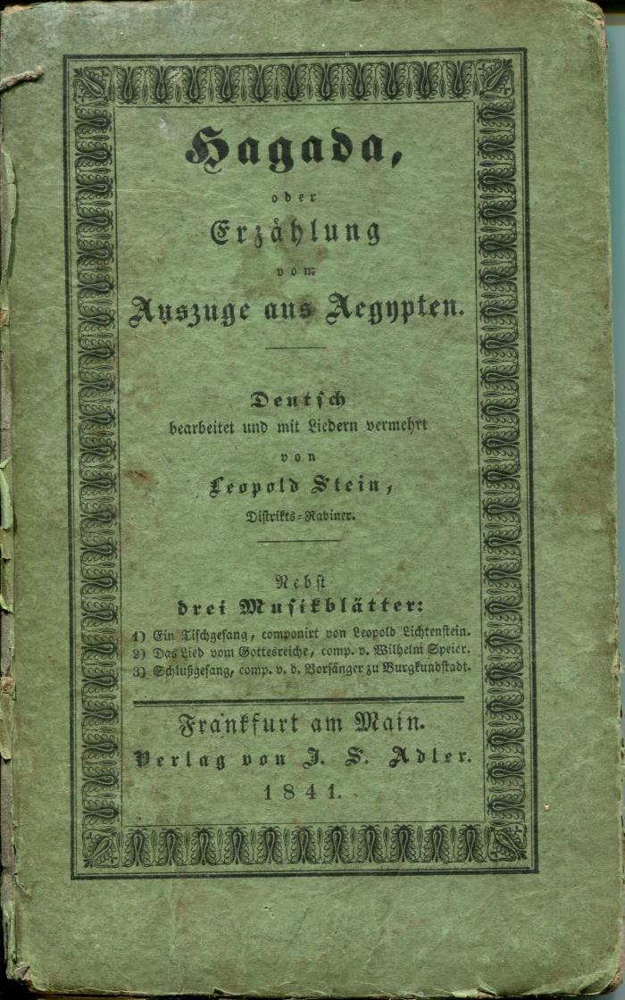 Hagada,
oder
Erzåhlung
vom
Auszuge aus Aegypten.
Deutsch
bearbeitet und mit Liedern vermehrt
von
Leopold Stein,
Distrikts-Rabiner.
Nebst
drei Musikblätter:
1) Ein Tischgesang, componirt von Leopold Lichtenstein.
2) Das Lied vom Gottesreiche, comp. v. Wilhelm Speier.
3) Schlußgesang, comp. v. d. Vorsänger zu Burgkundstadt.
Frankfurt am Main.
Verlag von J. S. Adler.
1841.